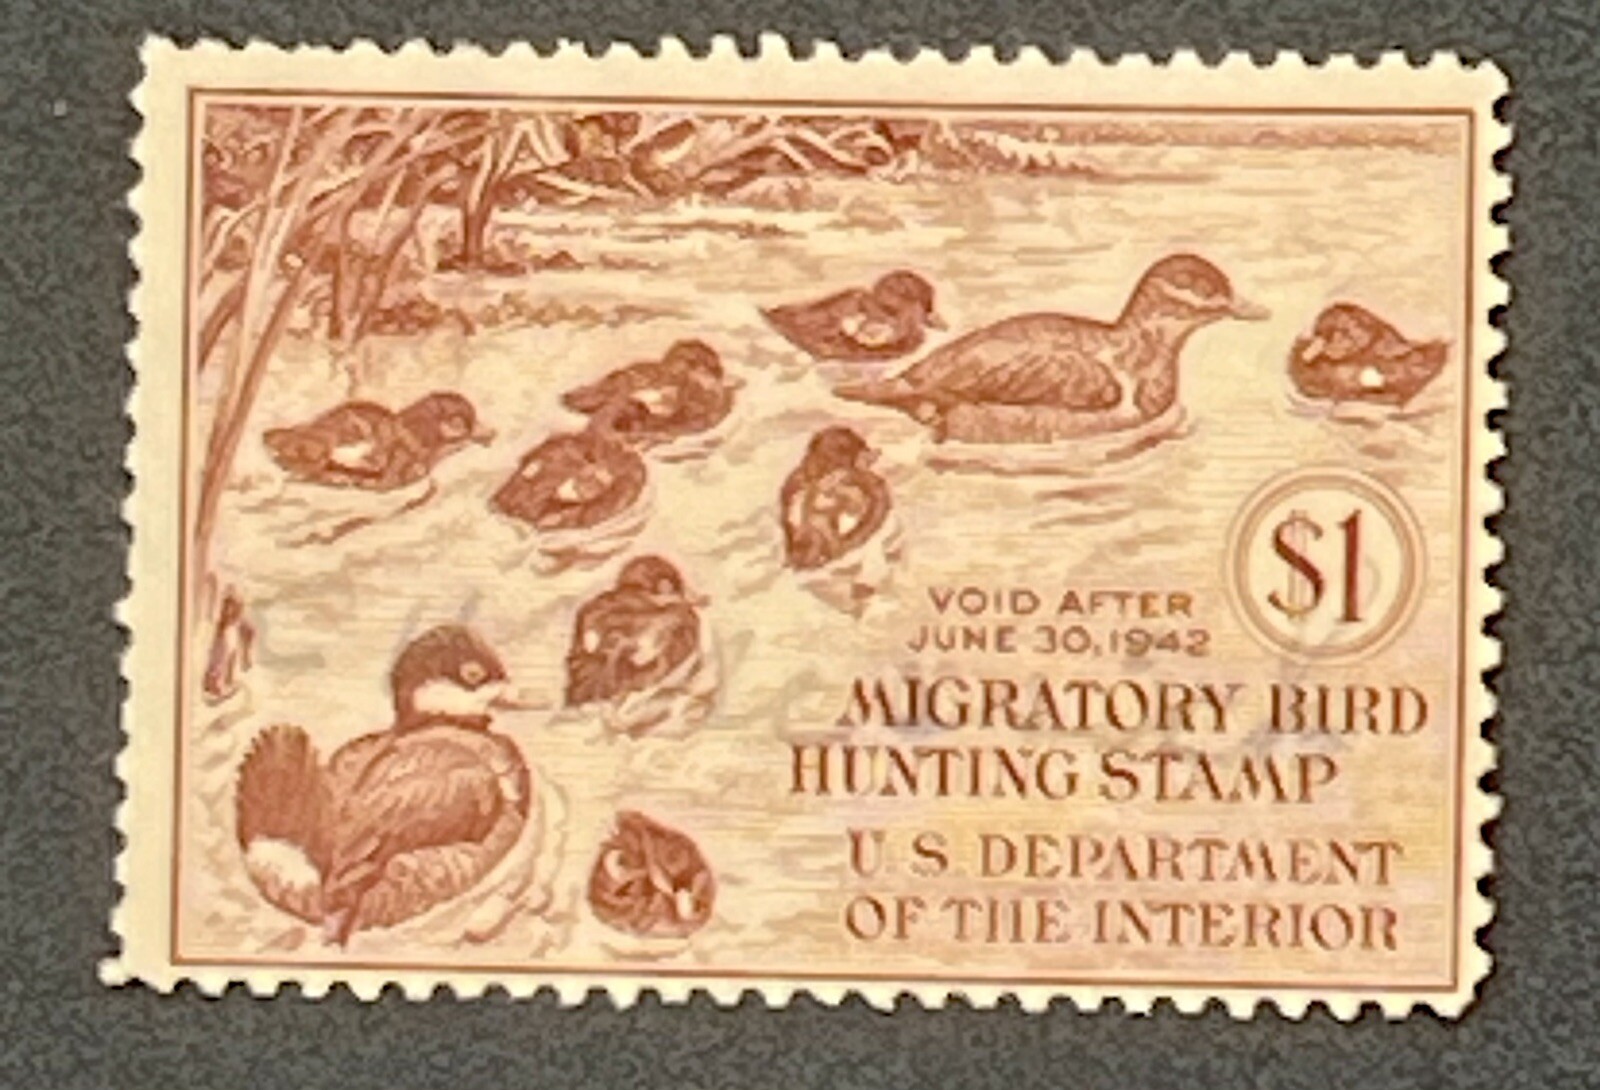 $1
VOID AFTER
JUNE 30, 1942
MIGRATORY BIRD
HUNTING STAMP
U S DEPARTMENT
OF THE INTERIOR